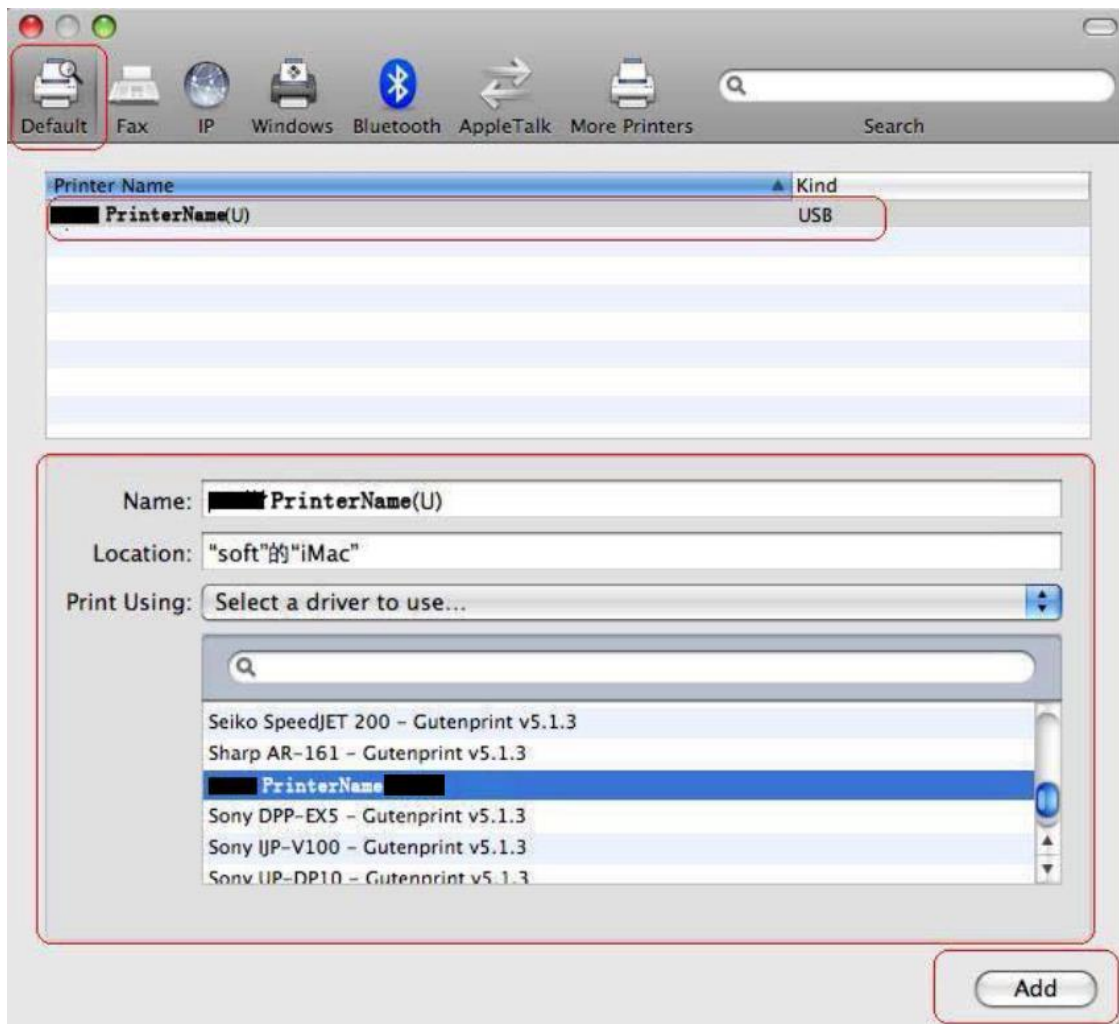 Default Fax IP Windows Bluetooth AppleTalk More Printers Search
Printer Name Kind
PrinterName(U) USB
Name: PrinterName(U)
Location: “soft”的“iMac”
Print Using: Select a driver to use...
Seiko SpeedJET 200 – Gutenprint v5.1.3
Sharp AR–161 – Gutenprint v5.1.3
PrinterName
Sony DPP–EX5 – Gutenprint v5.1.3
Sony IJP–V100 – Gutenprint v5.1.3
Sony UP–DP10 – Gutenprint v5.1.3
Add